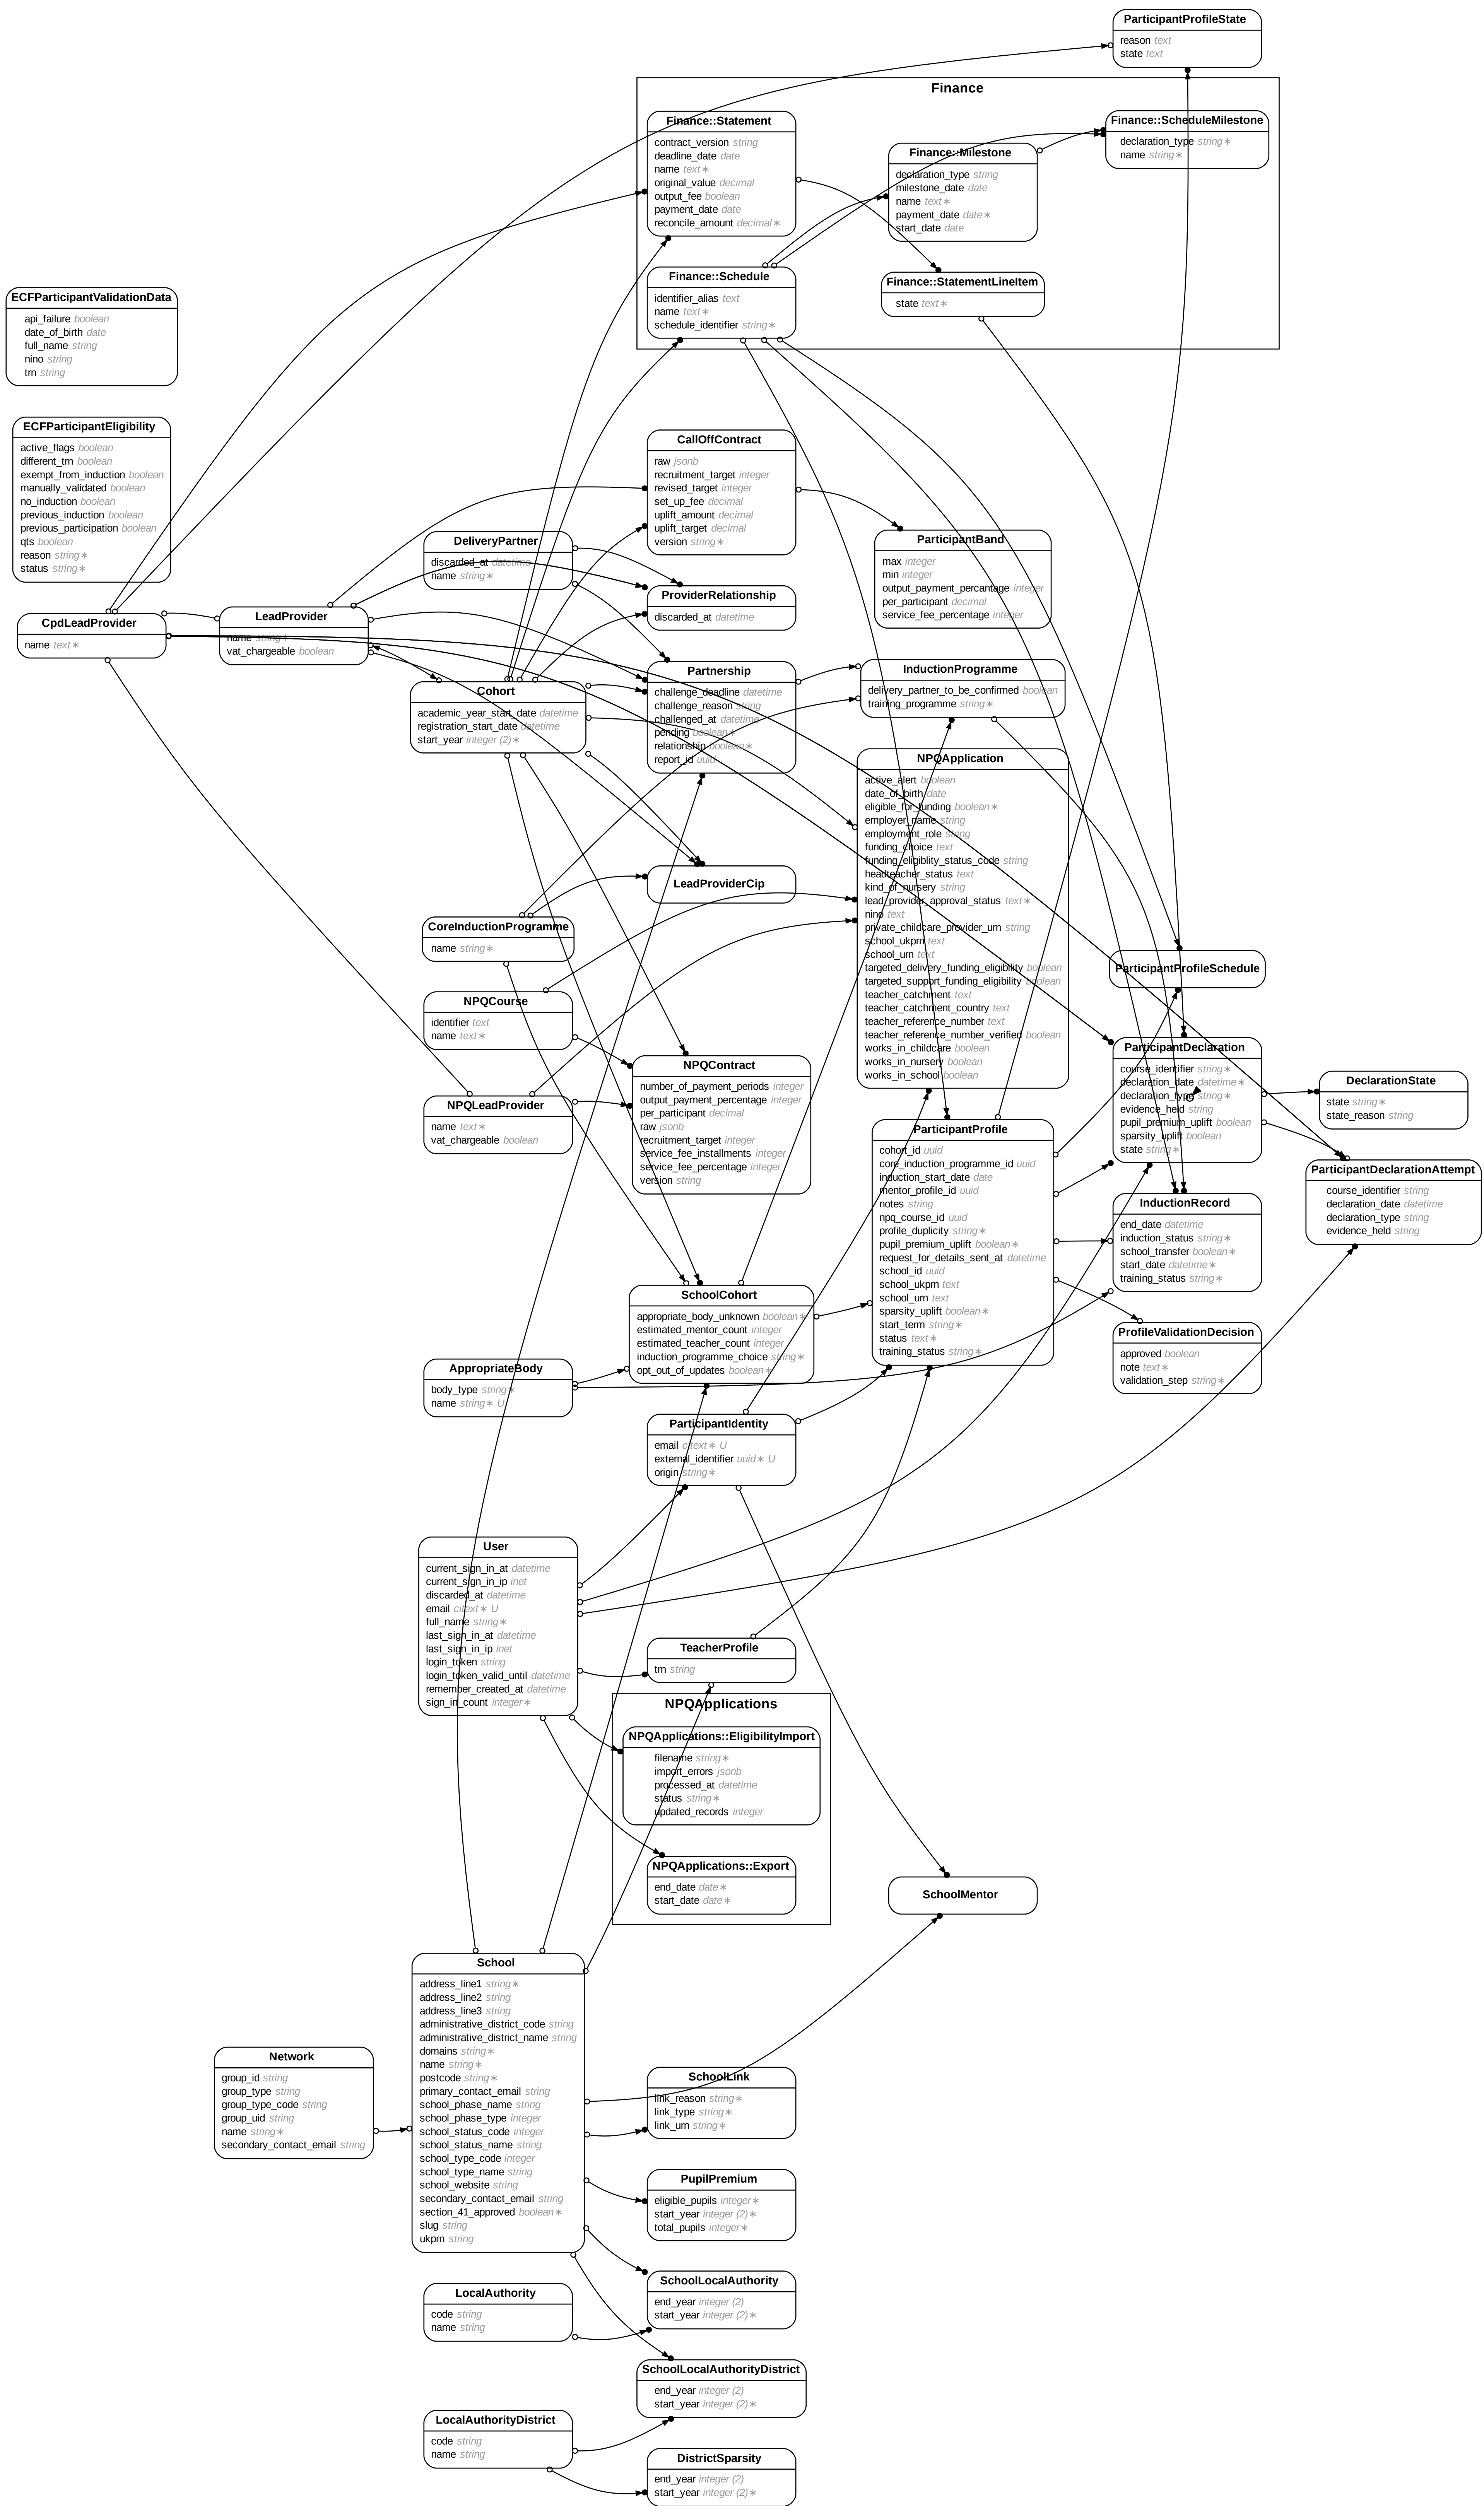 ParticipantProfileState
reason text
state text
Finance
Finance::Statement
contract_version string
deadline_date date
name text∗
original_value decimal
output_fee boolean
payment_date date
reconcile_amount decimal∗
Finance::Milestone
declaration_type string
milestone_date date
name text∗
payment_date date∗
start_date date
Finance::ScheduleMilestone
declaration_type string∗
name string∗
Finance::Schedule
identifier_alias text
name text∗
schedule_identifier string∗
Finance::StatementLineItem
state text∗
ECFParticipantValidationData
api_failure boolean
date_of_birth date
full_name string
nino string
trn string
ECFParticipantEligibility
active_flags boolean
different_trn boolean
exempt_from_induction boolean
manually_validated boolean
no_induction boolean
previous_induction boolean
previous_participation boolean
qts boolean
reason string∗
status string∗
CallOffContract
raw jsonb
recruitment_target integer
revised_target integer
set_up_fee decimal
uplift_amount decimal
uplift_target decimal
version string∗
DeliveryPartner
discarded_at datetime
name string∗
ParticipantBand
max integer
min integer
output_payment_percantage integer
per_participant decimal
service_fee_percentage integer
ProviderRelationship
discarded_at datetime
CpdLeadProvider
name text∗
LeadProvider
name string∗
vat_chargeable boolean
Cohort
academic_year_start_date datetime
registration_start_date datetime
start_year integer (2)∗
Partnership
challenge_deadline datetime
challenge_reason string
challenged_at datetime
pending boolean∗
relationship boolean∗
report_id uuid
InductionProgramme
delivery_partner_to_be_confirmed boolean
training_programme string∗
NPQApplication
active_alert boolean
date_of_birth date
eligible_for_funding boolean∗
employer_name string
employment_role string
funding_choice text
funding_eligiblity_status_code string
headteacher_status text
kind_of_nursery string
lead_provider_approval_status text∗
nino text
private_childcare_provider_urn string
school_ukprn text
school_urn text
targeted_delivery_funding_eligibility boolean
targeted_support_funding_eligibility boolean
teacher_catchment text
teacher_catchment_country text
teacher_reference_number text
teacher_reference_number_verified boolean
works_in_childcare boolean
works_in_nursery boolean
works_in_school boolean
LeadProviderCip
CoreInductionProgramme
name string∗
NPQCourse
identifier text
name text∗
ParticipantProfileSchedule
NPQContract
number_of_payment_periods integer
output_payment_percentage integer
per_participant decimal
raw jsonb
recruitment_target integer
service_fee_installments integer
service_fee_percentage integer
version string
NPQLeadProvider
name text∗
vat_chargeable boolean
ParticipantDeclaration
course_identifier string∗
declaration_date datetime∗
declaration_type string∗
evidence_held string
pupil_premium_uplift boolean
sparsity_uplift boolean
state string∗
DeclarationState
state string∗
state_reason string
ParticipantProfile
cohort_id uuid
core_induction_programme_id uuid
induction_start_date date
mentor_profile_id uuid
notes string
npq_course_id uuid
profile_duplicity string∗
pupil_premium_uplift boolean∗
request_for_details_sent_at datetime
school_id uuid
school_ukprn text
school_urn text
sparsity_uplift boolean∗
start_term string∗
status text∗
training_status string∗
ParticipantDeclarationAttempt
course_identifier string
declaration_date datetime
declaration_type string
evidence_held string
InductionRecord
end_date datetime
induction_status string∗
school_transfer boolean∗
start_date datetime∗
training_status string∗
SchoolCohort
appropriate_body_unknown boolean∗
estimated_mentor_count integer
estimated_teacher_count integer
induction_programme_choice string∗
opt_out_of_updates boolean∗
ProfileValidationDecision
approved boolean
note text∗
validation_step string∗
AppropriateBody
body_type string∗
name string∗ U
ParticipantIdentity
email citext∗ U
external_identifier uuid∗ U
origin string∗
User
current_sign_in_at datetime
current_sign_in_ip inet
discarded_at datetime
email citext∗ U
full_name string∗
last_sign_in_at datetime
last_sign_in_ip inet
login_token string
login_token_valid_until datetime
remember_created_at datetime
sign_in_count integer∗
TeacherProfile
trn string
NPQApplications
NPQApplications::EligibilityImport
filename string∗
import_errors jsonb
processed_at datetime
status string∗
updated_records integer
NPQApplications::Export
end_date date∗
start_date date∗
SchoolMentor
School
address_line1 string∗
address_line2 string
address_line3 string
administrative_district_code string
administrative_district_name string
domains string∗
name string∗
postcode string∗
primary_contact_email string
school_phase_name string
school_phase_type integer
school_status_code integer
school_status_name string
school_type_code integer
school_type_name string
school_website string
secondary_contact_email string
section_41_approved boolean∗
slug string
ukprn string
Network
group_id string
group_type string
group_type_code string
group_uid string
name string∗
secondary_contact_email string
SchoolLink
link_reason string∗
link_type string∗
link_urn string∗
PupilPremium
eligible_pupils integer∗
start_year integer (2)∗
total_pupils integer∗
SchoolLocalAuthority
end_year integer (2)
start_year integer (2)∗
LocalAuthority
code string
name string
SchoolLocalAuthorityDistrict
end_year integer (2)
start_year integer (2)∗
LocalAuthorityDistrict
code string
name string
DistrictSparsity
end_year integer (2)
start_year integer (2)∗